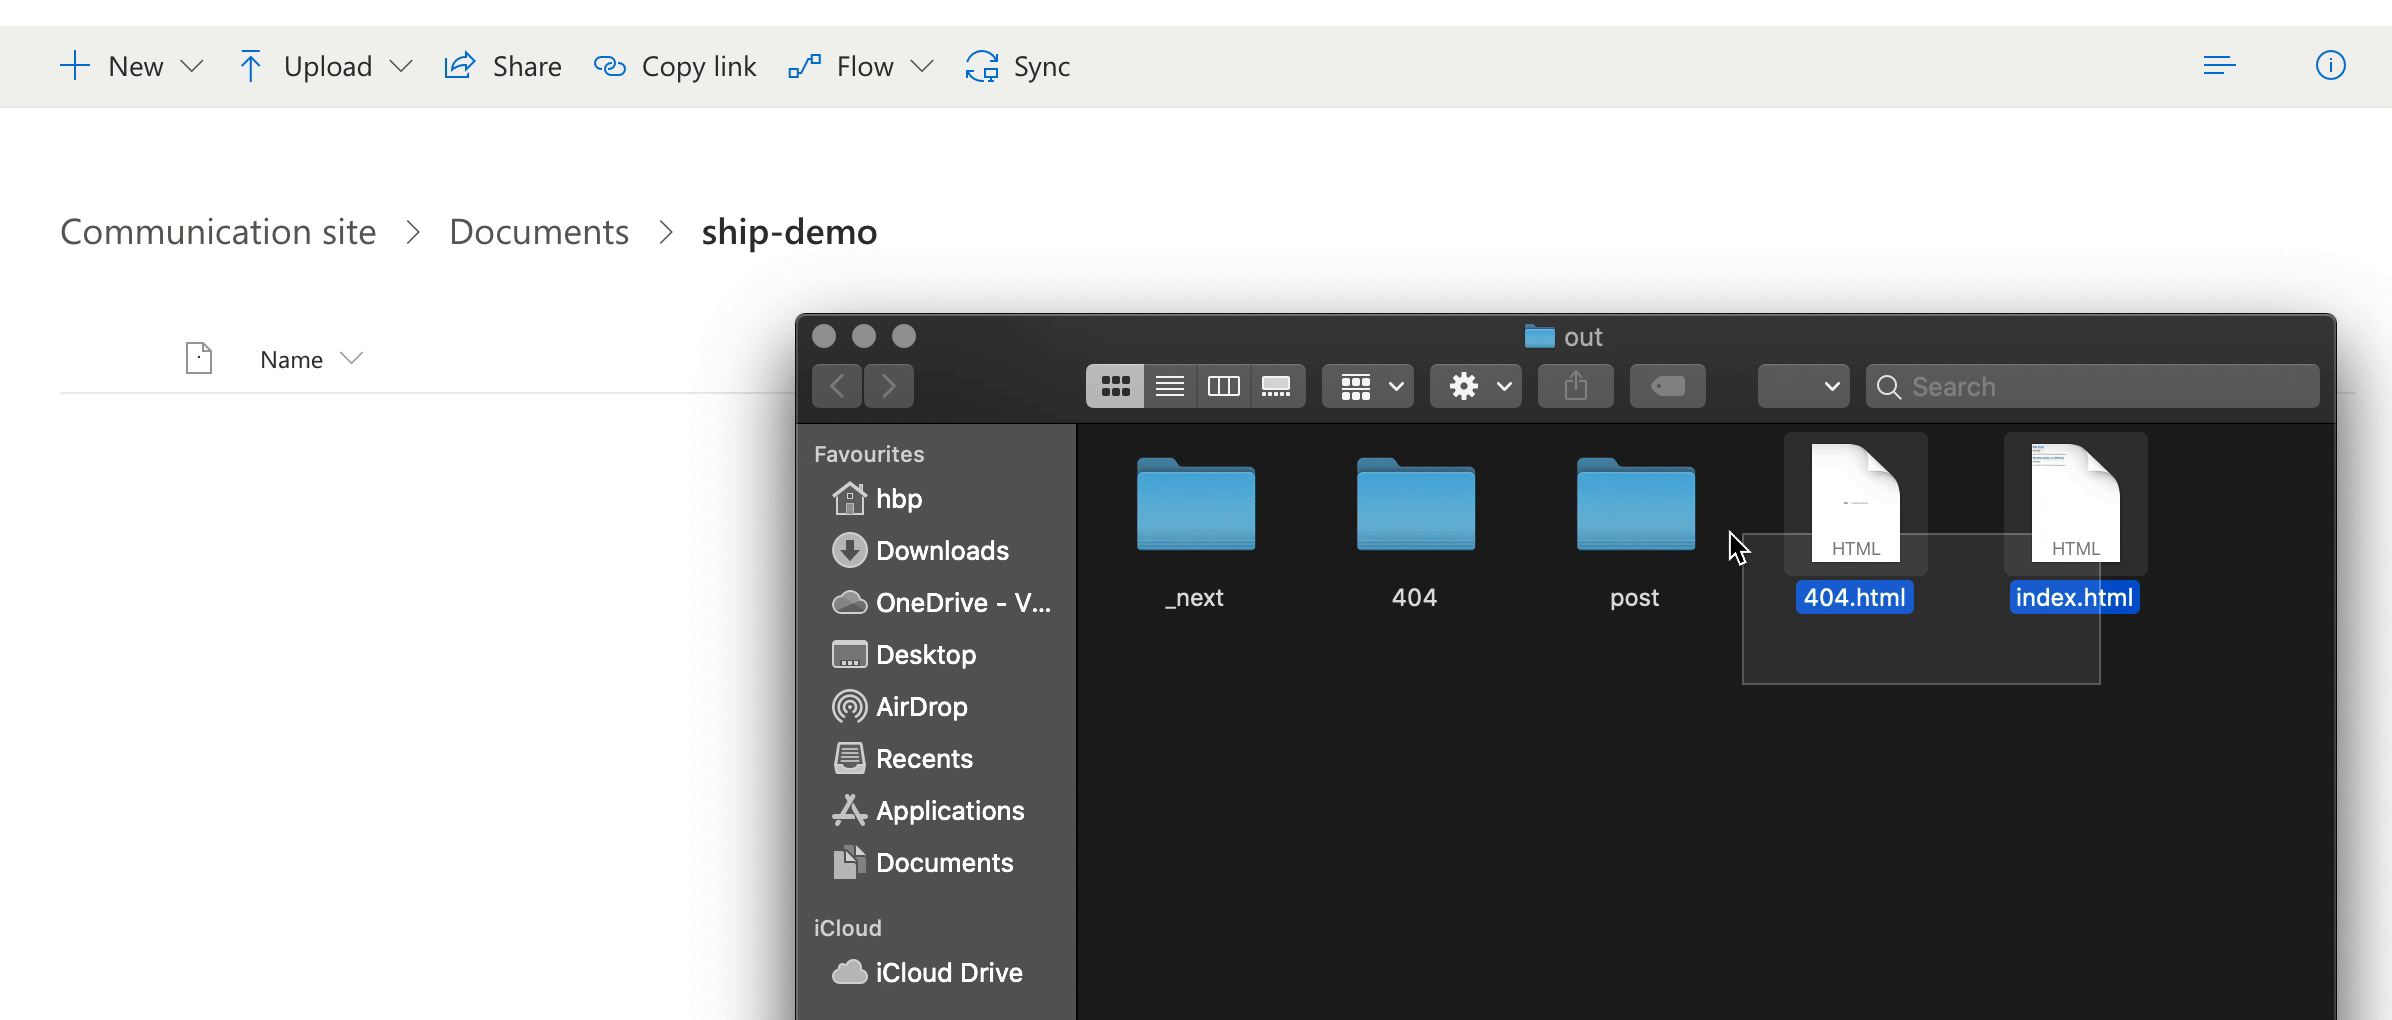 New Upload Share Copy link Flow Sync
Communication site > Documents > ship-demo
Name
out
Search
Favourites
hbp
Downloads
OneDrive - V...
Desktop
AirDrop
Recents
Applications
Documents
iCloud
iCloud Drive
HTML HTML
_next 404 post 404.html index.html